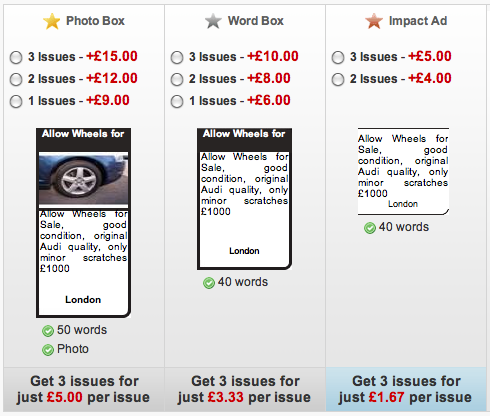 Photo Box
3 Issues - +£15.00
2 Issues - +£12.00
1 Issues - +£9.00
Allow Wheels for
Allow Wheels for
Sale, good
condition, original
Audi quality, only
minor scratches
£1000
London
50 words
Photo
Get 3 issues for
just £5.00 per issue
Word Box
3 Issues - +£10.00
2 Issues - +£8.00
1 Issues - +£6.00
Allow Wheels for
Allow Wheels for
Sale, good
condition, original
Audi quality, only
minor scratches
£1000
London
40 words
Get 3 issues for
just £3.33 per issue
Impact Ad
3 Issues - +£5.00
2 Issues - +£4.00
Allow Wheels for
Sale, good
condition, original
Audi quality, only
minor scratches
£1000
London
40 words
Get 3 issues for
just £1.67 per issue